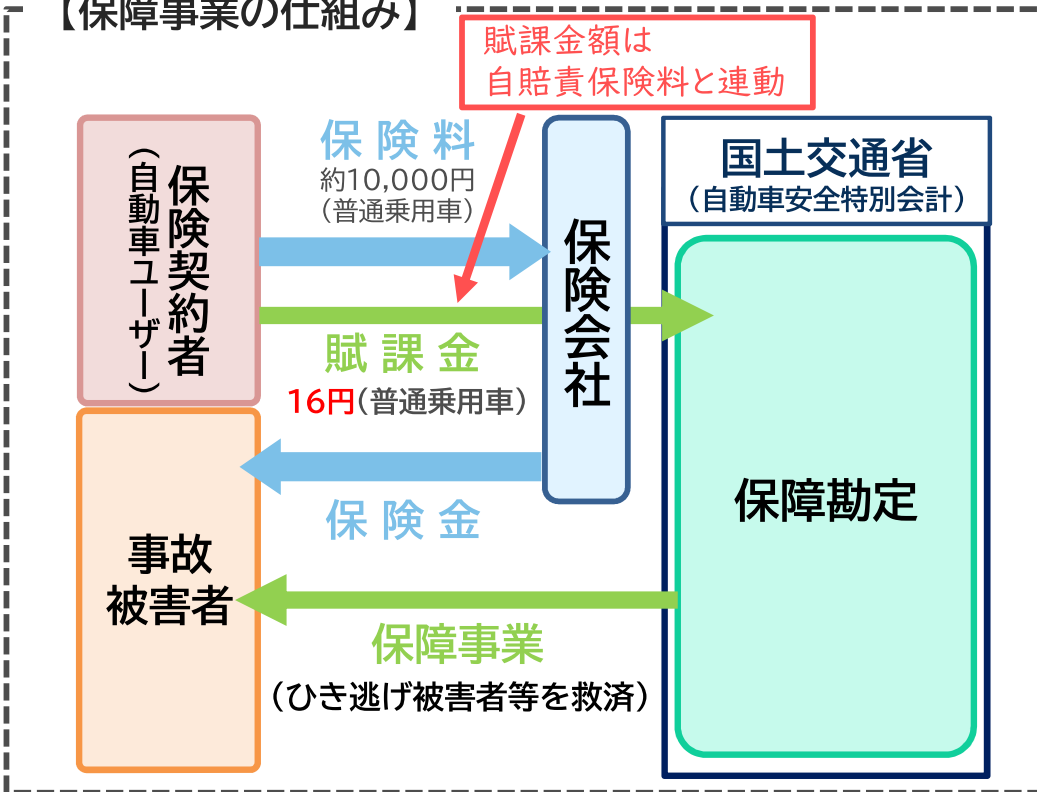 【保障事業の仕組み】
賦課金額は
自賠責保険料と連動
保険契約者
（自動車ユーザー）
保険料
約10,000円
（普通乗用車）
保険会社
国土交通省
（自動車安全特別会計）
賦課金
16円（普通乗用車）
保険金
保障勘定
事故
被害者
保障事業
（ひき逃げ被害者等を救済）